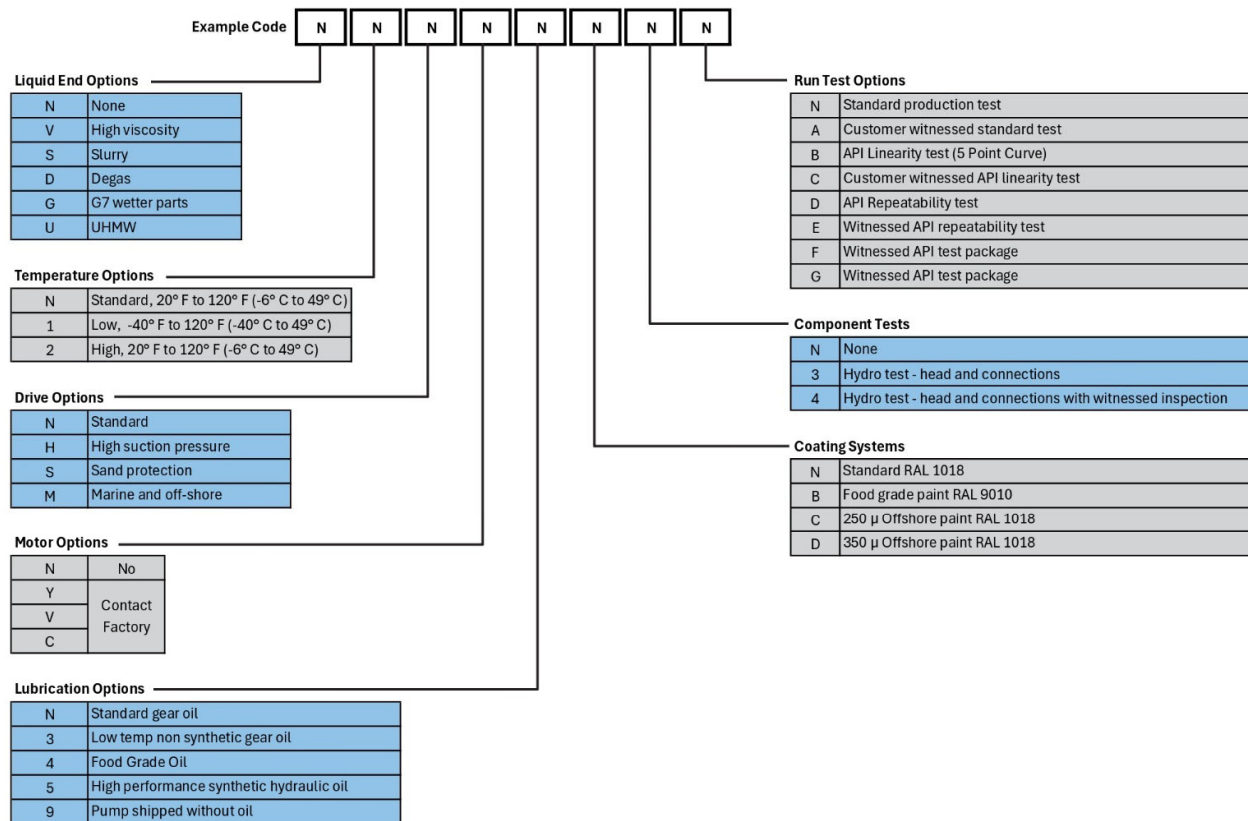 Example Code N N N N N N N N
Liquid End Options
N None
V High viscosity
S Slurry
D Degas
G G7 wetter parts
U UHMW
Temperature Options
N Standard, 20° F to 120° F (-6° C to 49° C)
1 Low, -40° F to 120° F (-40° C to 49° C)
2 High, 20° F to 120° F (-6° C to 49° C)
Drive Options
N Standard
H High suction pressure
S Sand protection
M Marine and off-shore
Motor Options
N No
Y
V
C
Contact
Factory
Lubrication Options
N Standard gear oil
3 Low temp non synthetic gear oil
4 Food Grade Oil
5 High performance synthetic hydraulic oil
9 Pump shipped without oil
Run Test Options
N Standard production test
A Customer witnessed standard test
B API Linearity test (5 Point Curve)
C Customer witnessed API linearity test
D API Repeatability test
E Witnessed API repeatability test
F Witnessed API test package
G Witnessed API test package
Component Tests
N None
3 Hydro test - head and connections
4 Hydro test - head and connections with witnessed inspection
Coating Systems
N Standard RAL 1018
B Food grade paint RAL 9010
C 250 µ Offshore paint RAL 1018
D 350 µ Offshore paint RAL 1018